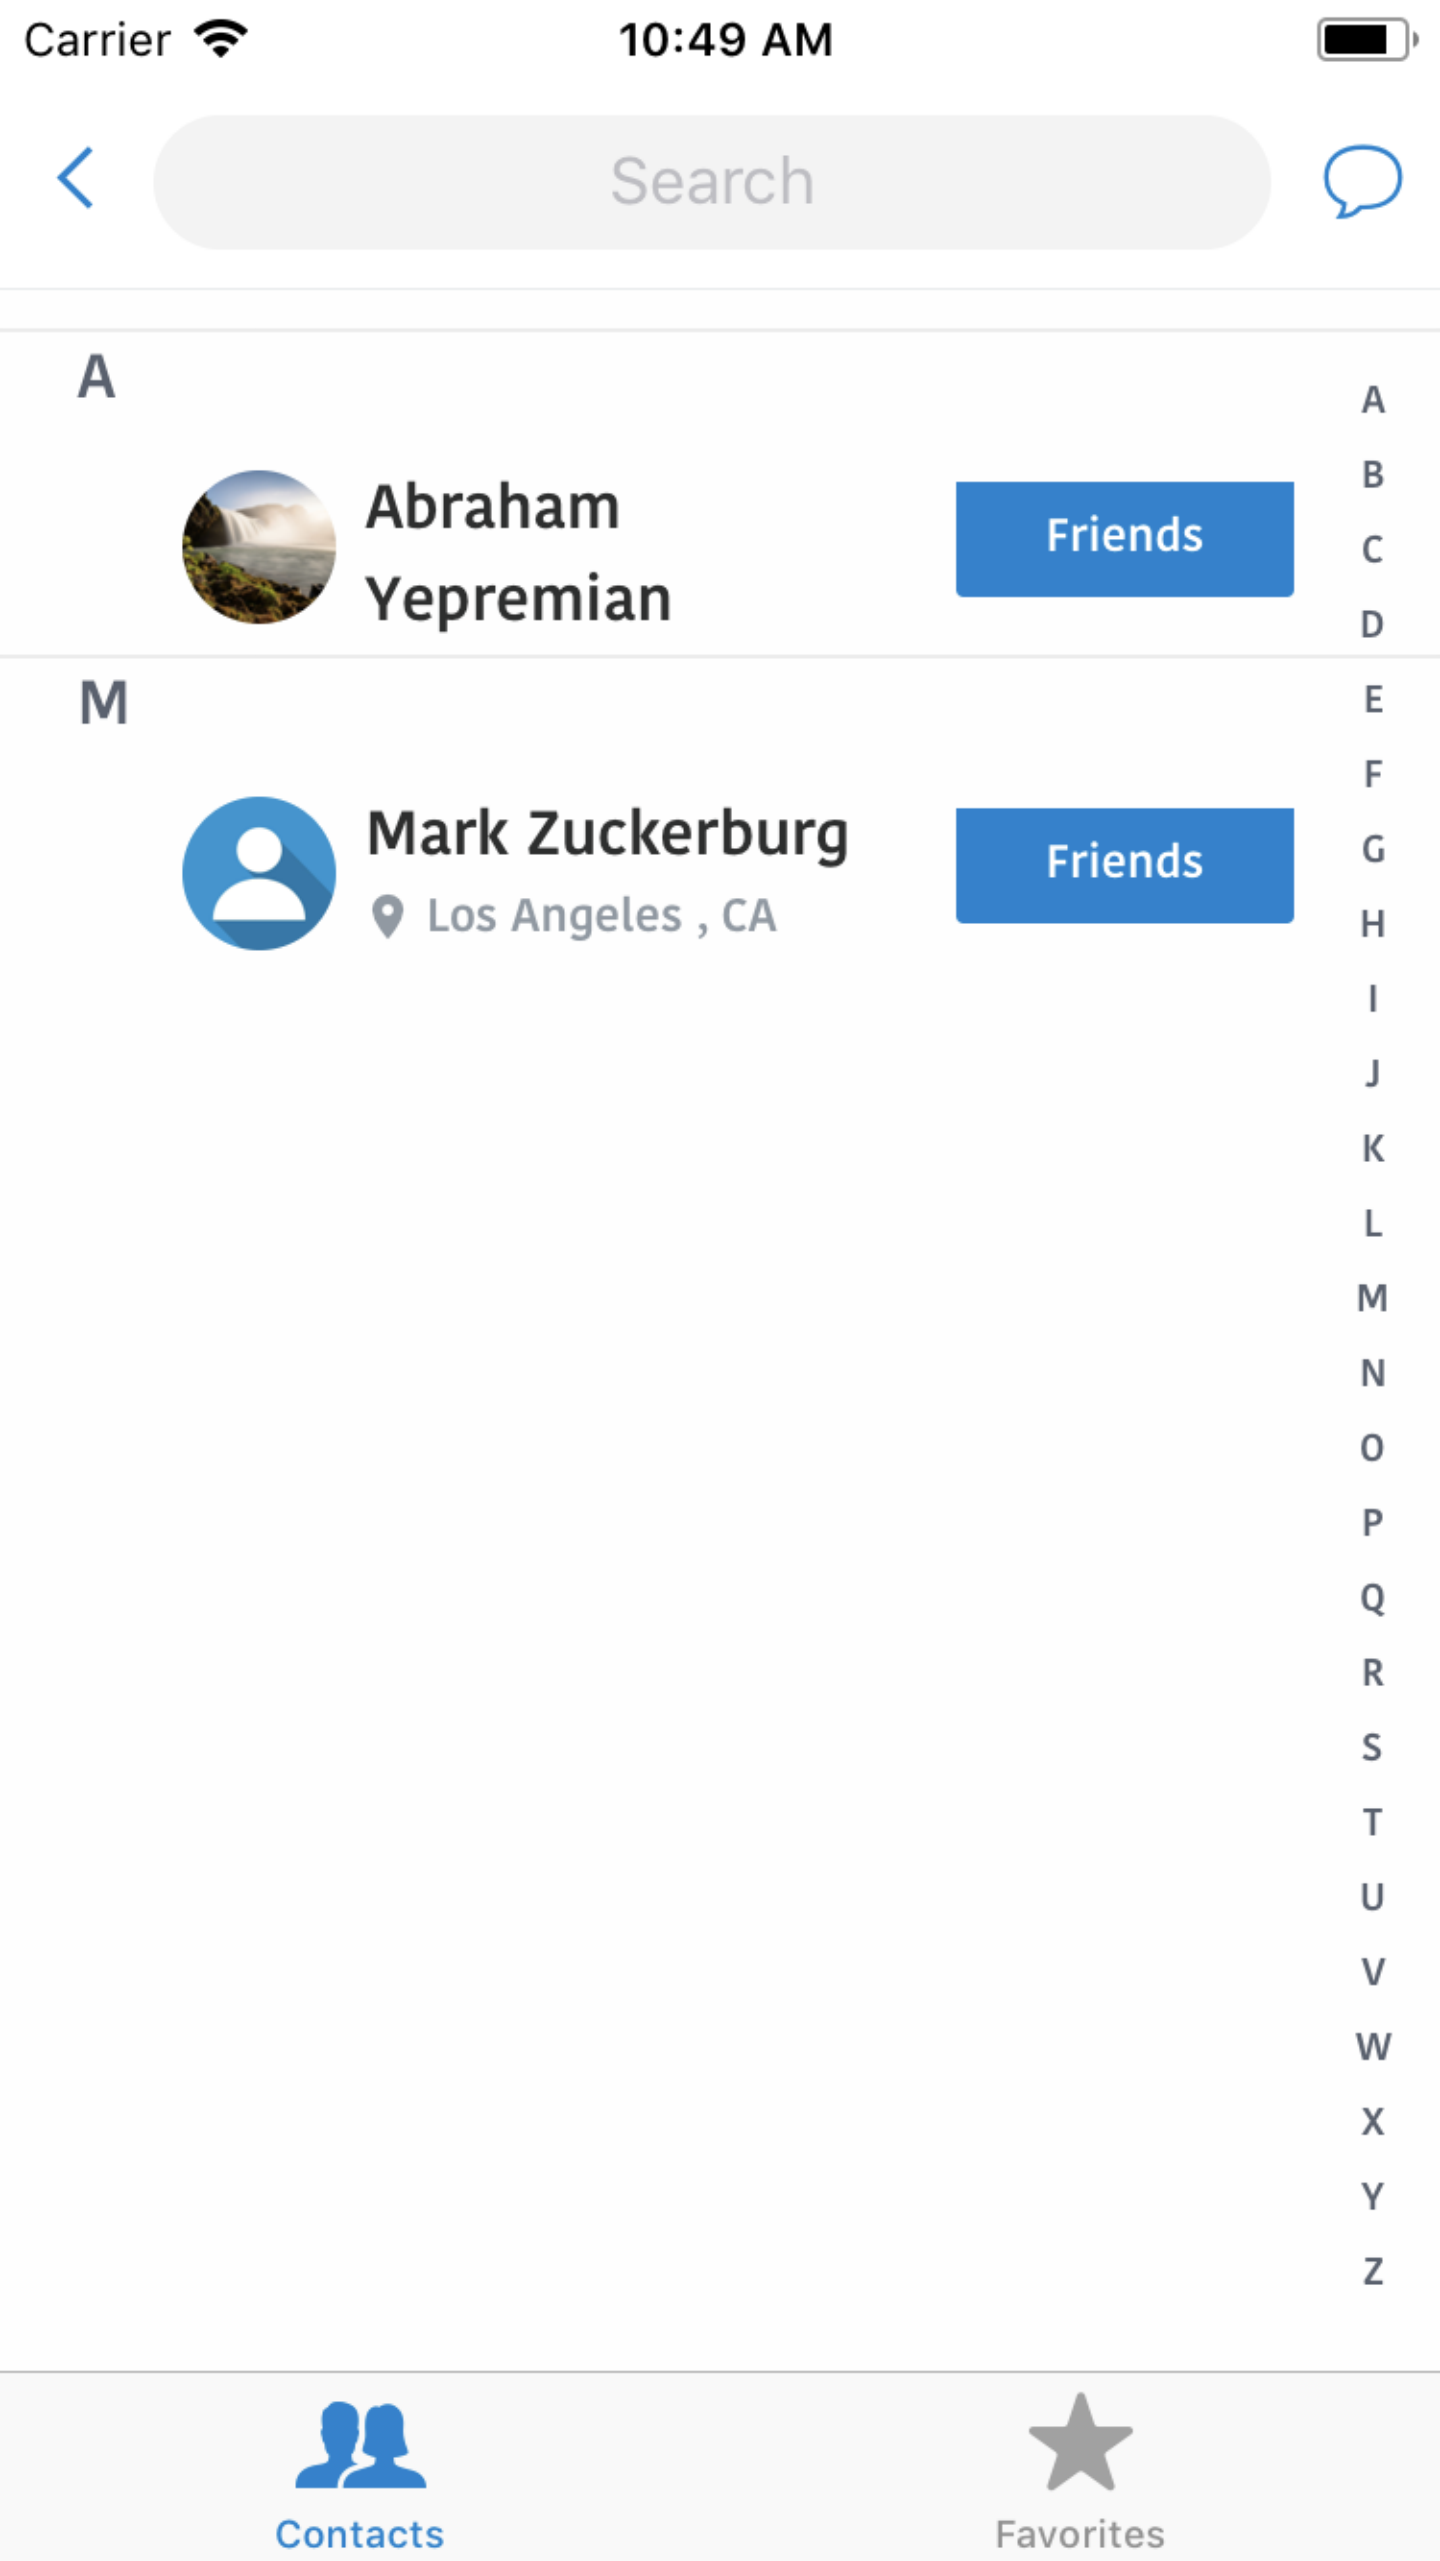 Carrier 10:49 AM
Search
A
Abraham
Yepremian
Friends
M
Mark Zuckerburg
Los Angeles , CA
Friends
A
B
C
D
E
F
G
H
I
J
K
L
M
N
O
P
Q
R
S
T
U
V
W
X
Y
Z
Contacts
Favorites